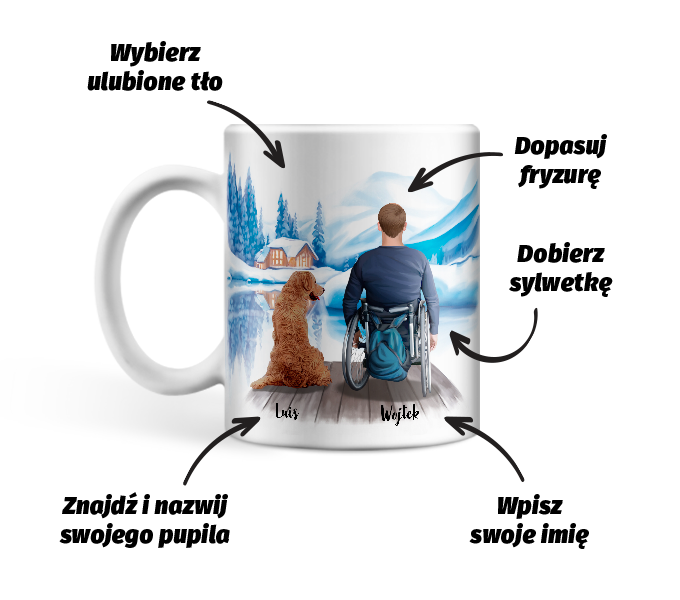 Wybierz
ulubione tło
Dopasuj
fryzurę
Dobierz
sylwetkę
Luis
Wojtek
Znajdź i nazwij
swojego pupila
Wpisz
swoje imię